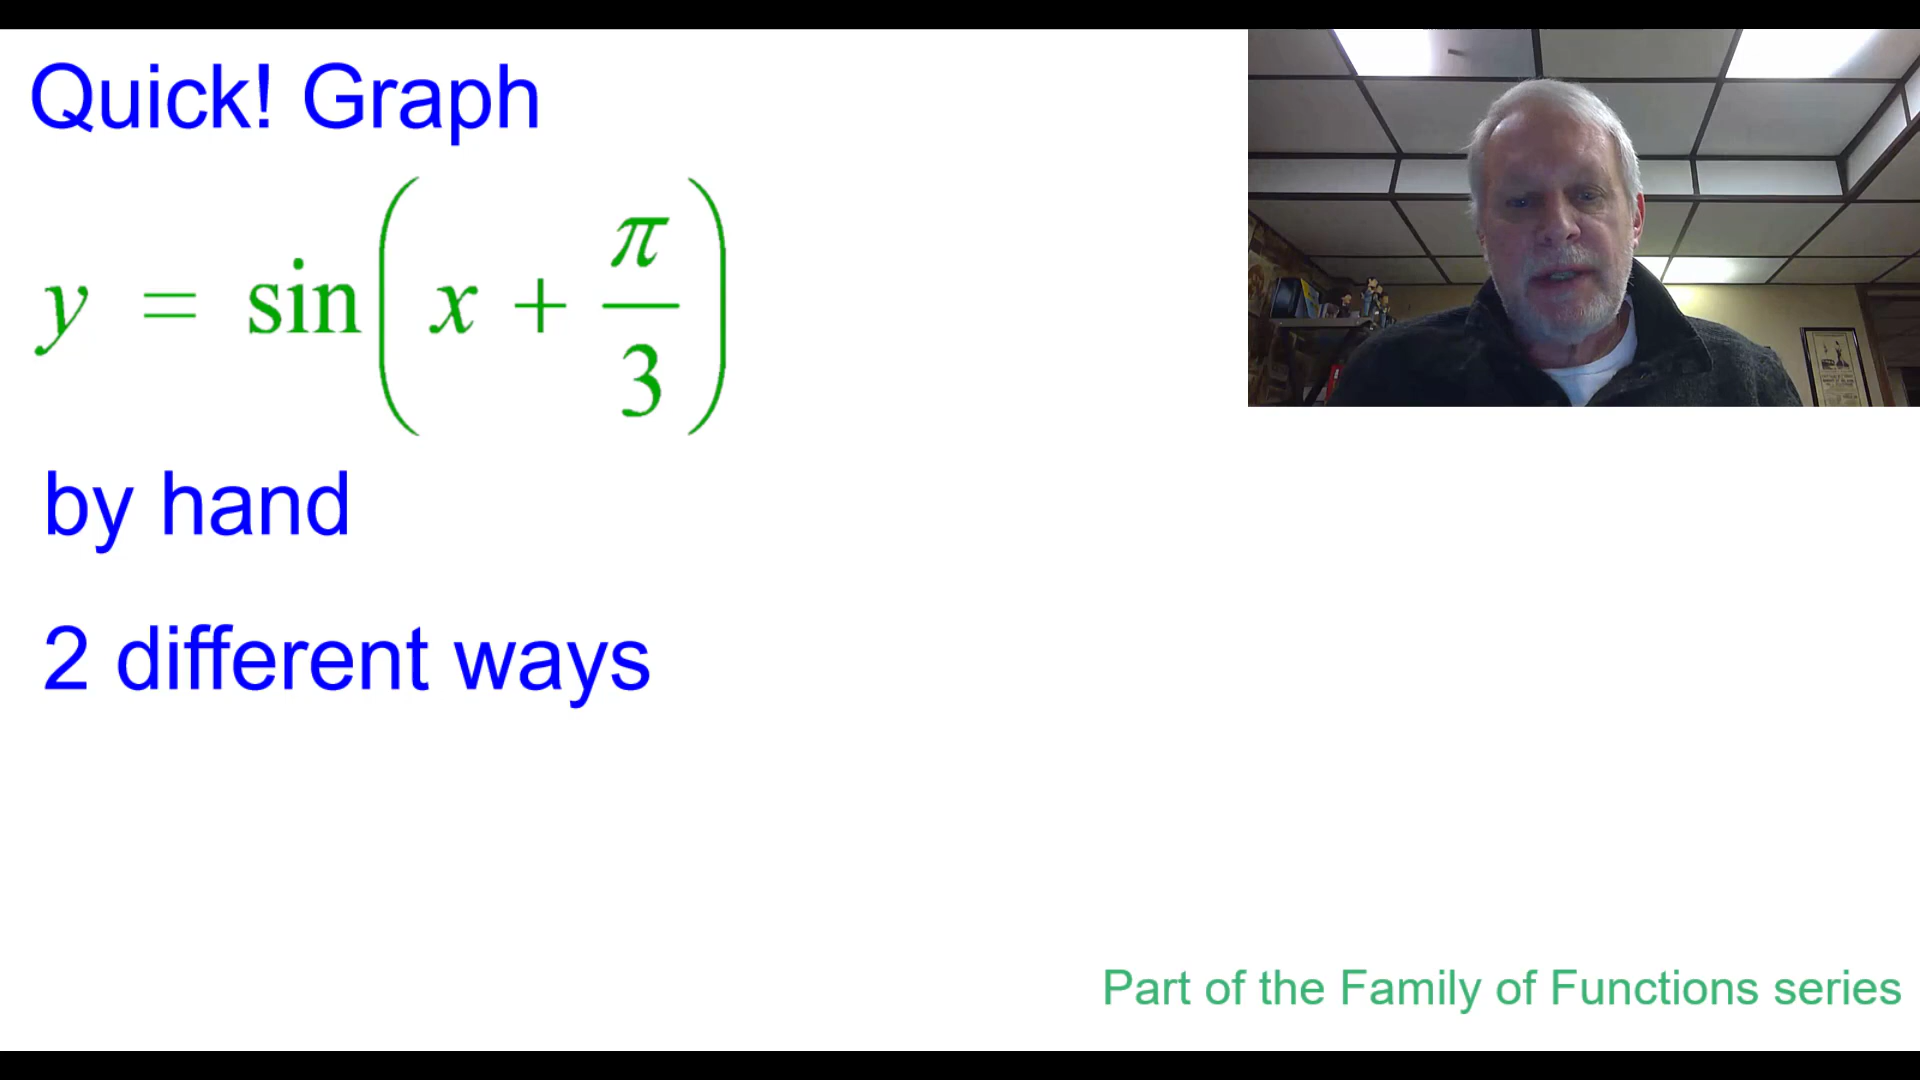 Quick! Graph
y = sin( x + π/3 )
by hand
2 different ways
Part of the Family of Functions series